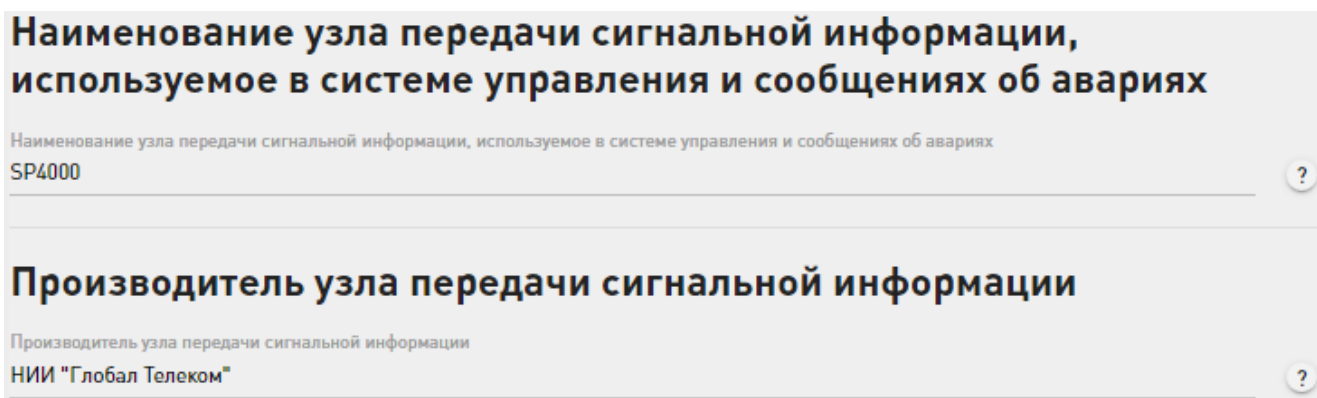 Наименование узла передачи сигнальной информации,
используемое в системе управления и сообщениях об авариях
Наименование узла передачи сигнальной информации, используемое в системе управления и сообщениях об авариях
SP4000
?
Производитель узла передачи сигнальной информации
Производитель узла передачи сигнальной информации
НИИ "Глобал Телеком"
?